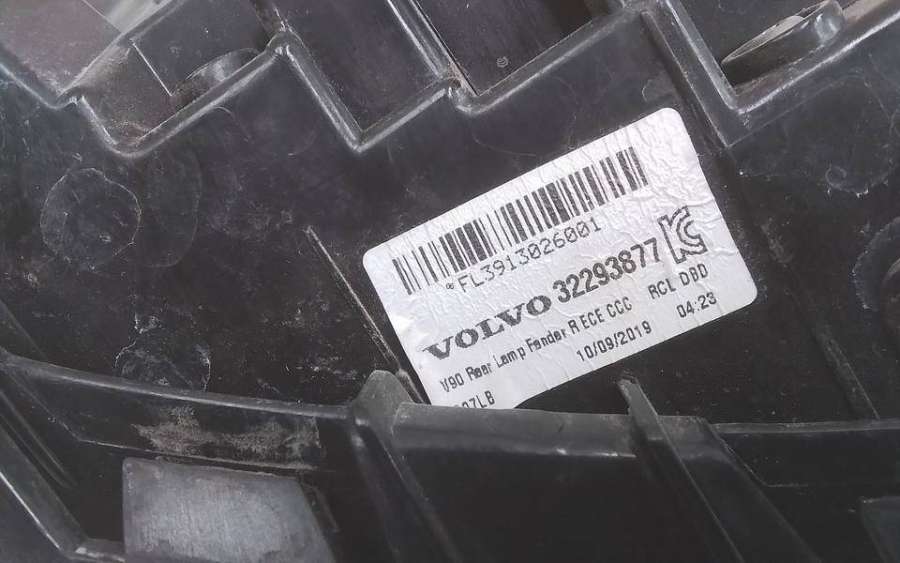 *FL3913026001
VOLVO 32293877
V90 Rear Lamp Fender R ECE CCC RCL DBD
10/09/2019 04:23